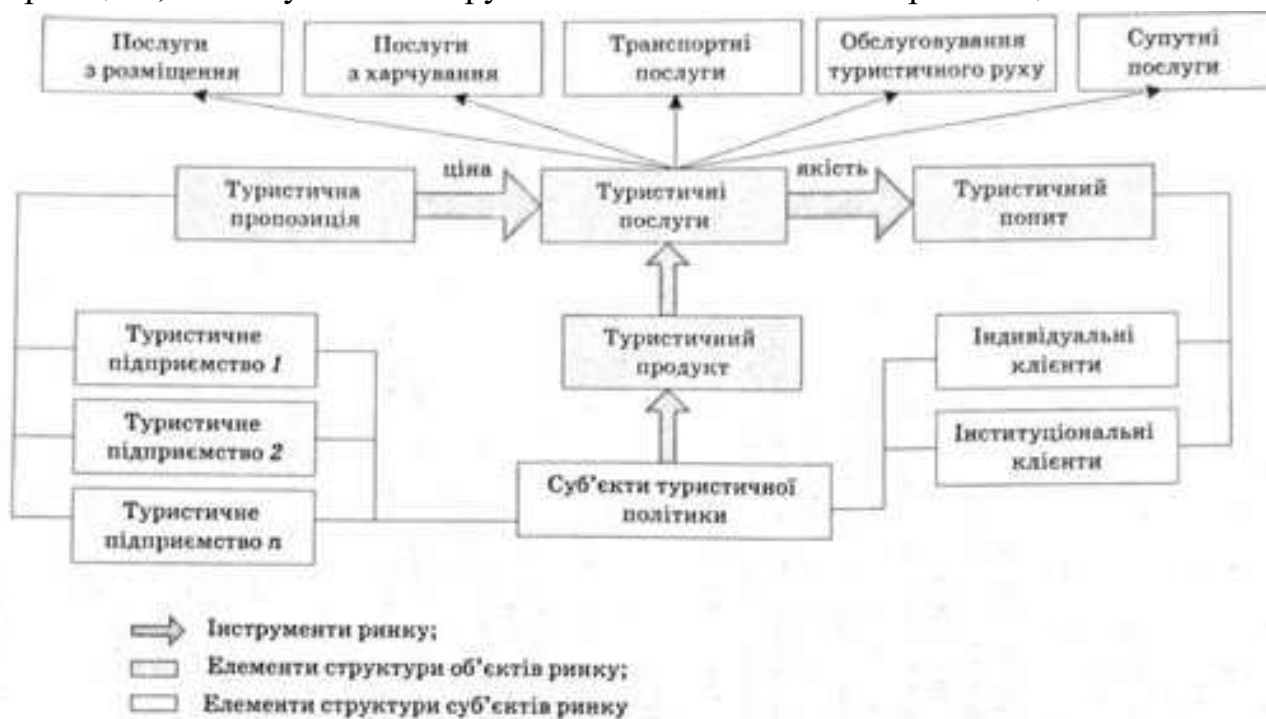 Послуги
з розміщення
Послуги
з харчування
Транспортні
послуги
Обслуговування
туристичного руху
Супутні
послуги
ціна
якість
Туристична
пропозиція
Туристичні
послуги
Туристичний
попит
Туристичне
підприємство 1
Туристичний
продукт
Індивідуальні
клієнти
Туристичне
підприємство 2
Інституціональні
клієнти
Туристичне
підприємство n
Суб’єкти туристичної
політики
Інструменти ринку;
Елементи структури об’єктів ринку;
Елементи структури суб’єктів ринку